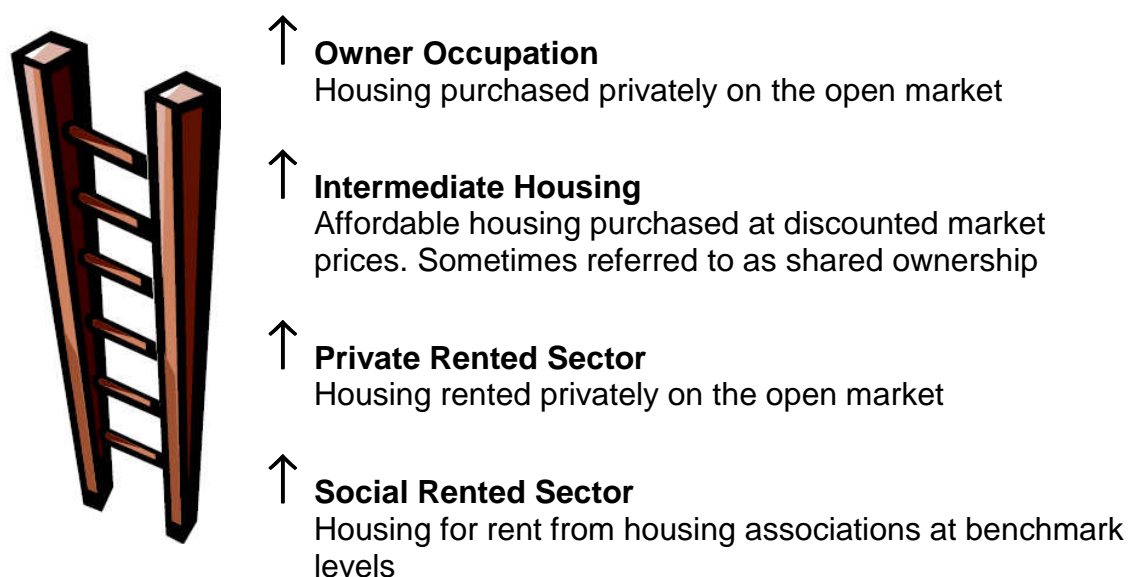 Owner Occupation
Housing purchased privately on the open market
Intermediate Housing
Affordable housing purchased at discounted market
prices. Sometimes referred to as shared ownership
Private Rented Sector
Housing rented privately on the open market
Social Rented Sector
Housing for rent from housing associations at benchmark
levels